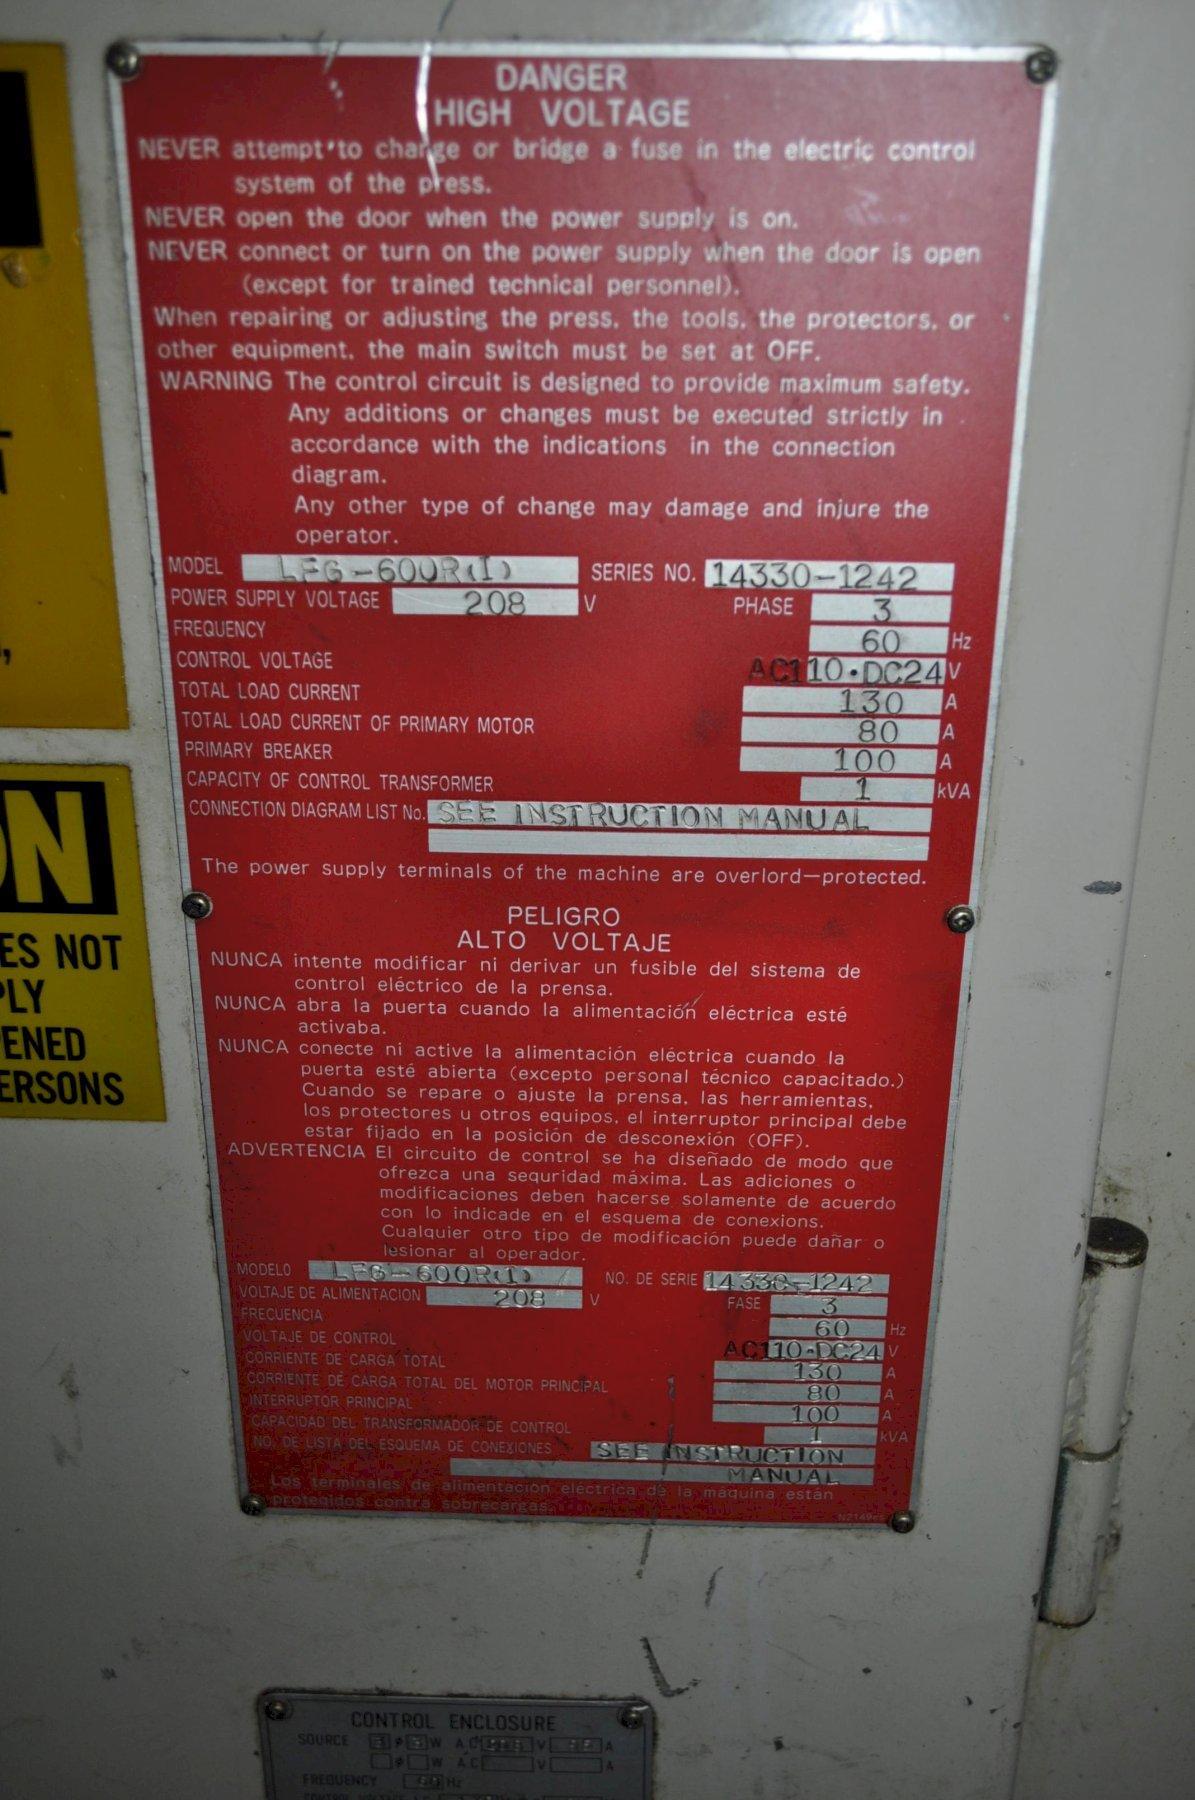 DANGER
HIGH VOLTAGE
NEVER attempt to change or bridge a fuse in the electric control
system of the press.
NEVER open the door when the power supply is on.
NEVER connect or turn on the power supply when the door is open
(except for trained technical personnel).
When repairing or adjusting the press, the tools, the protectors, or
other equipment, the main switch must be set at OFF.
WARNING The control circuit is designed to provide maximum safety.
Any additions or changes must be executed strictly in
accordance with the indications in the connection
diagram.
Any other type of change may damage and injure the
operator.
MODEL LFG-600R(I) SERIES NO. 14330-1242
POWER SUPPLY VOLTAGE 208 V PHASE 3
FREQUENCY 60 Hz
CONTROL VOLTAGE AC110·DC24 V
TOTAL LOAD CURRENT 130 A
TOTAL LOAD CURRENT OF PRIMARY MOTOR 80 A
PRIMARY BREAKER 100 A
CAPACITY OF CONTROL TRANSFORMER 1 kVA
CONNECTION DIAGRAM LIST No. SEE INSTRUCTION MANUAL
The power supply terminals of the machine are overlord-protected.
PELIGRO
ALTO VOLTAJE
NUNCA intente modificar ni derivar un fusible del sistema de
control eléctrico de la prensa.
NUNCA abra la puerta cuando la alimentación eléctrica esté
activaba.
NUNCA conecte ni active la alimentación eléctrica cuando la
puerta esté abierta (excepto personal técnico capacitado.)
Cuando se repare o ajuste la prensa, las herramientas,
los protectores u otros equipos, el interruptor principal debe
estar fijado en la posición de desconexión (OFF).
ADVERTENCIA El circuito de control se ha diseñado de modo que
ofrezca una sequridad máxima. Las adiciones o
modificaciones deben hacerse solamente de acuerdo
con lo indicade en el esquema de conexions.
Cualquier otro tipo de modificación puede dañar o
lesionar al operador.
MODELO LFG-600R(I) NO. DE SERIE 14330-1242
VOLTAJE DE ALIMENTACION 208 V FASE 3
FRECUENCIA 60 Hz
VOLTAJE DE CONTROL AC110·DC24 V
CORRIENTE DE CARGA TOTAL 130 A
CORRIENTE DE CARGA TOTAL DEL MOTOR PRINCIPAL 80 A
INTERRUPTOR PRINCIPAL 100 A
CAPACIDAD DEL TRANSFORMADOR DE CONTROL 1 kVA
NO. DE LISTA DEL ESQUEMA DE CONEXIONES SEE INSTRUCTION
MANUAL
Los terminales de alimentación eléctrica de la máquina están
protegidos contra sobrecargas.
ON
ES NOT
PLY
ENED
ERSONS
CONTROL ENCLOSURE
SOURCE 3 φ 3 W AC V A
φ W AC V A
FREQUENCY 60 Hz